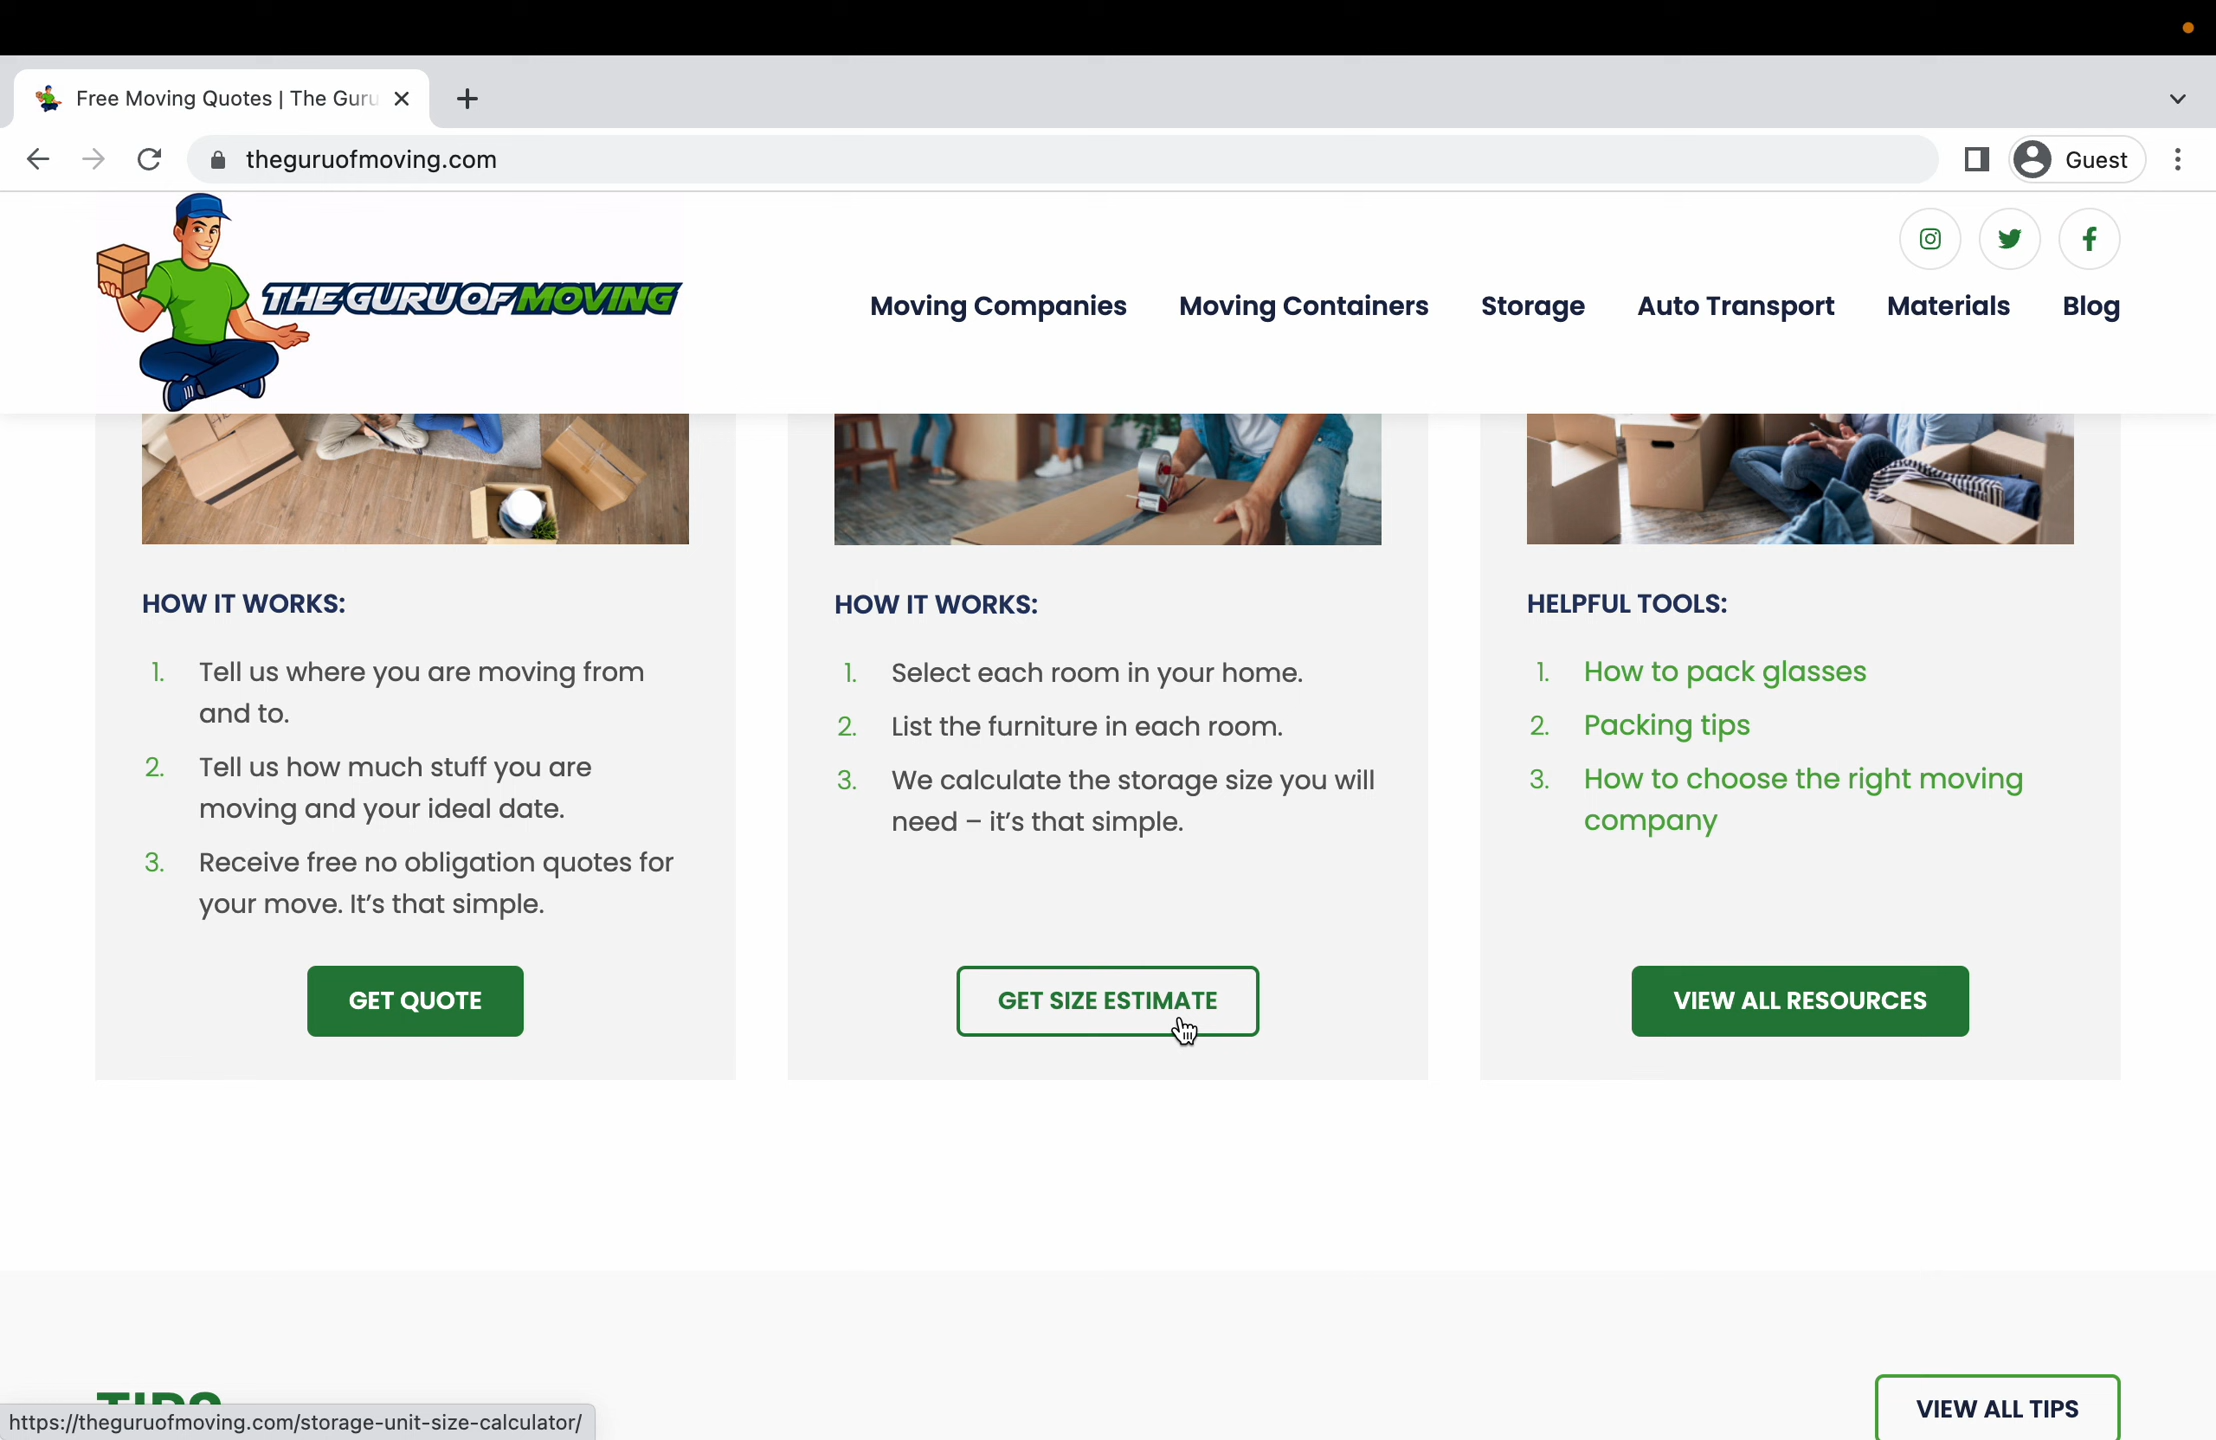 Free Moving Quotes | The Guru
theguruofmoving.com
Guest
THE GURU OF MOVING
Moving Companies
Moving Containers
Storage
Auto Transport
Materials
Blog
HOW IT WORKS:
1. Tell us where you are moving from
and to.
2. Tell us how much stuff you are
moving and your ideal date.
3. Receive free no obligation quotes for
your move. It's that simple.
GET QUOTE
HOW IT WORKS:
1. Select each room in your home.
2. List the furniture in each room.
3. We calculate the storage size you will
need – it's that simple.
GET SIZE ESTIMATE
HELPFUL TOOLS:
1. How to pack glasses
2. Packing tips
3. How to choose the right moving
company
VIEW ALL RESOURCES
TIPS
VIEW ALL TIPS
https://theguruofmoving.com/storage-unit-size-calculator/